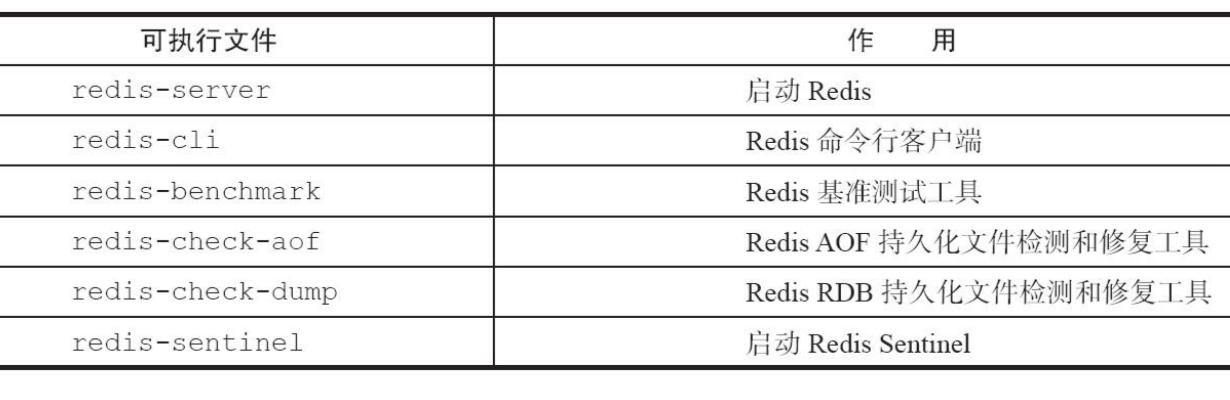 可执行文件 作 用
redis-server 启动 Redis
redis-cli Redis 命令行客户端
redis-benchmark Redis 基准测试工具
redis-check-aof Redis AOF 持久化文件检测和修复工具
redis-check-dump Redis RDB 持久化文件检测和修复工具
redis-sentinel 启动 Redis Sentinel